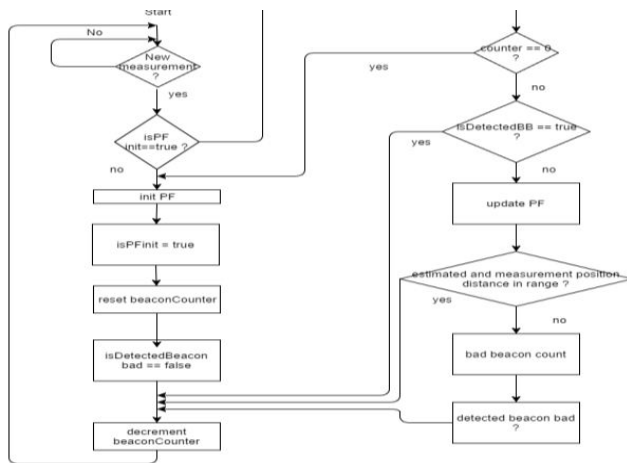 Start
No
New
measurement
?
yes
isPF
init==true ?
no
init PF
isPFinit = true
reset beaconCounter
isDetectedBeacon
bad == false
decrement
beaconCounter
counter == 0
?
yes
no
isDetectedBB == true
?
yes
no
update PF
estimated and measurement position
distance in range ?
yes
no
bad beacon count
detected beacon bad
?